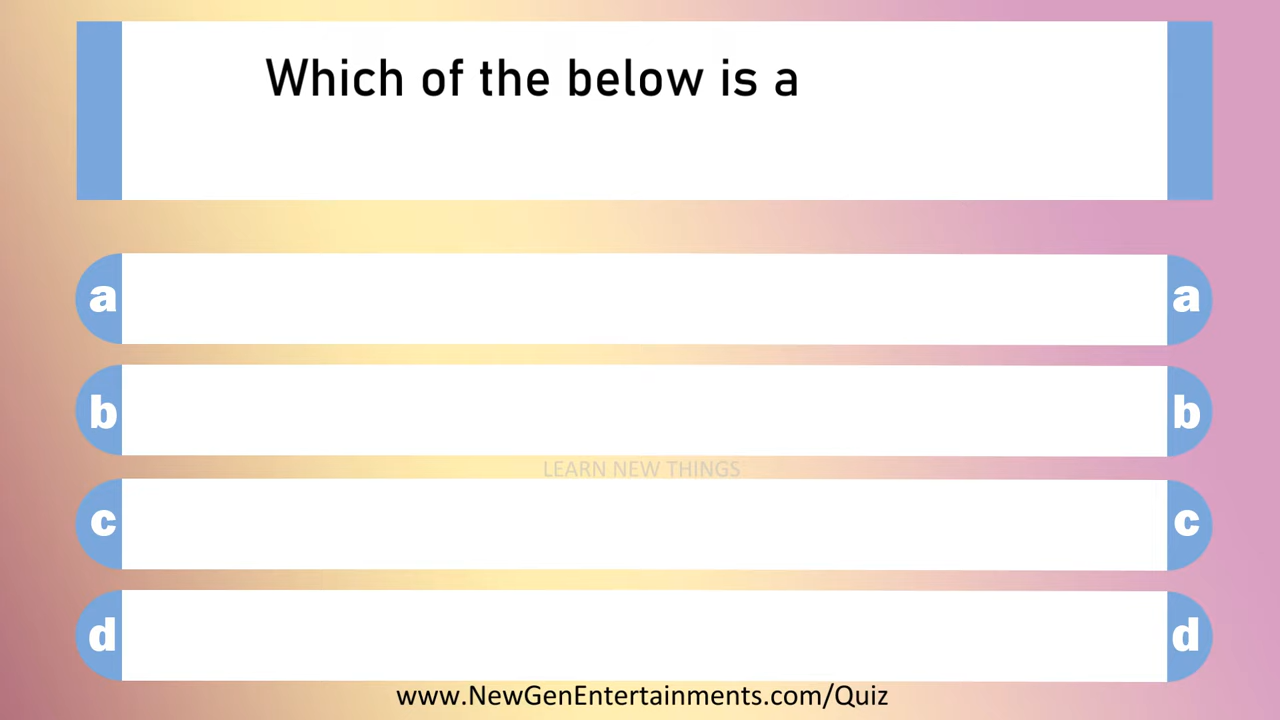 Which of the below is a
a a
b b
LEARN NEW THINGS
c c
d d
www.NewGenEntertainments.com/Quiz